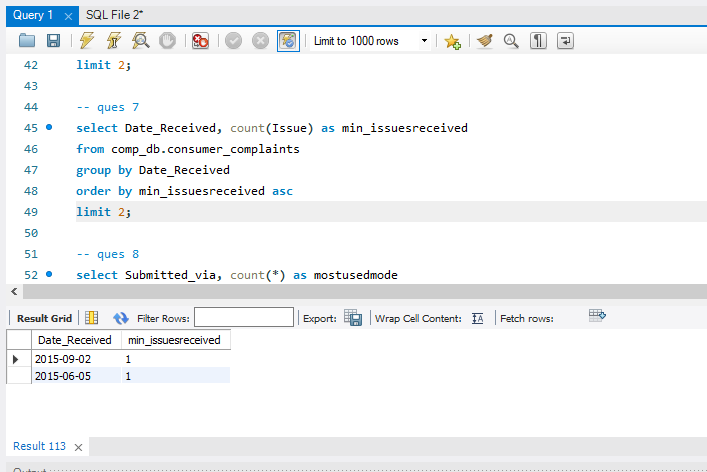 Query 1 SQL File 2*
Limit to 1000 rows
42 limit 2;
43
44 -- ques 7
45 select Date_Received, count(Issue) as min_issuesreceived
46 from comp_db.consumer_complaints
47 group by Date_Received
48 order by min_issuesreceived asc
49 limit 2;
50
51 -- ques 8
52 select Submitted_via, count(*) as mostusedmode
Result Grid Filter Rows: Export: Wrap Cell Content: Fetch rows:
Date_Received min_issuesreceived
2015-09-02 1
2015-06-05 1
Result 113
Output